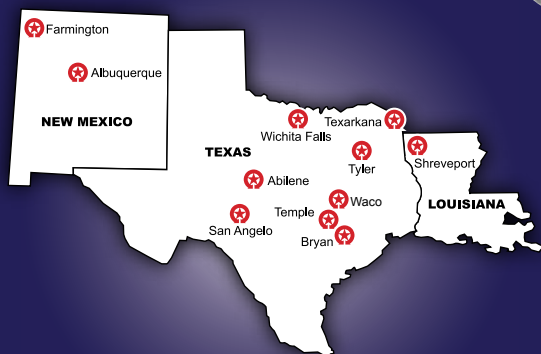 Farmington
Albuquerque
NEW MEXICO
Texarkana
Wichita Falls
TEXAS
Tyler
Shreveport
Abilene
Waco
LOUISIANA
Temple
San Angelo
Bryan